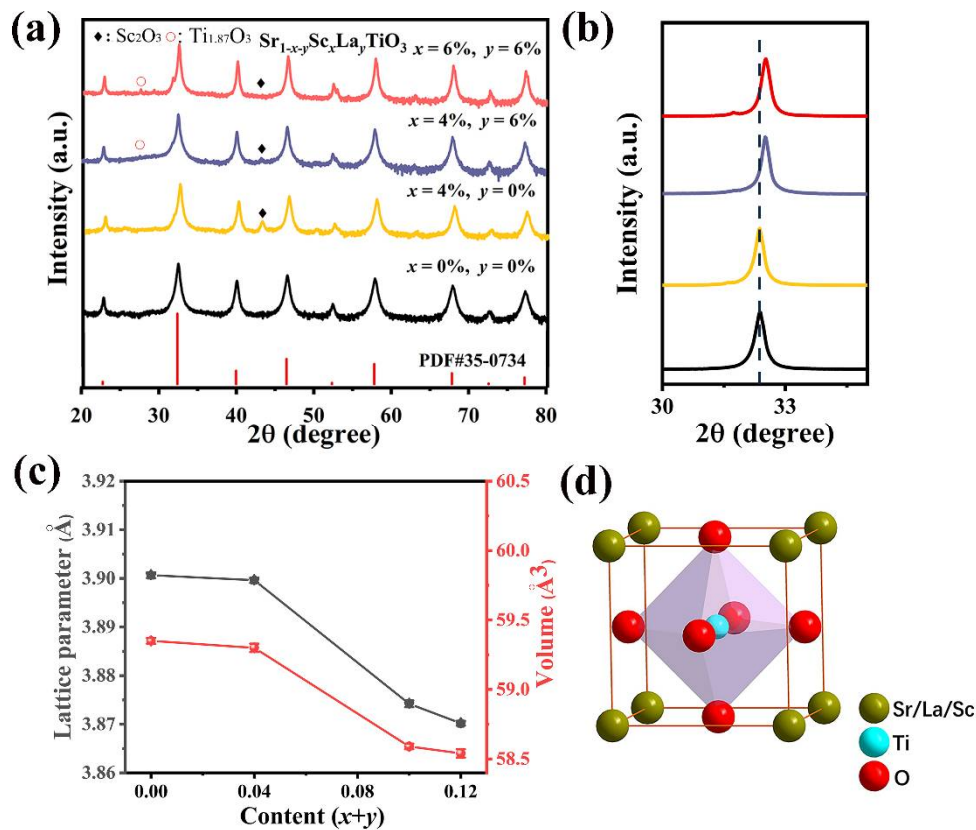 (a)
◆: Sc₂O₃ ○: Ti₁.₈₇O₃ Sr₁₋ₓ₋ᵧScₓLaᵧTiO₃
x = 6%, y = 6%
x = 4%, y = 6%
x = 4%, y = 0%
x = 0%, y = 0%
PDF#35-0734
Intensity (a.u.)
20 30 40 50 60 70 80
2θ (degree)
(b)
Intensity (a.u.)
30 33
2θ (degree)
(c)
3.92
3.91
3.90
3.89
3.88
3.87
3.86
Lattice parameter (Å)
60.5
60.0
59.5
59.0
58.5
Volume (Å3)
0.00 0.04 0.08 0.12
Content (x+y)
(d)
Sr/La/Sc
Ti
O